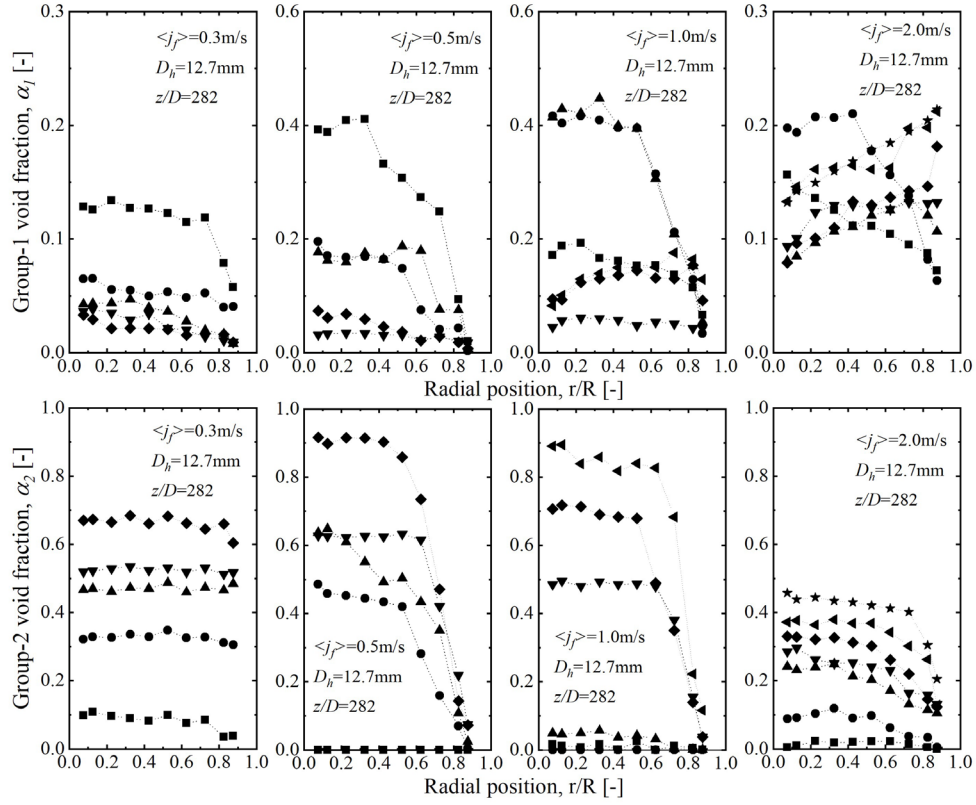 Group-1 void fraction, α1 [-]
0.3
0.2
0.1
0.0
<jf>=0.3m/s
Dh=12.7mm
z/D=282
0.0 0.2 0.4 0.6 0.8 1.0
0.6
0.4
0.2
0.0
<jf>=0.5m/s
Dh=12.7mm
z/D=282
0.0 0.2 0.4 0.6 0.8 1.0
0.6
0.4
0.2
0.0
<jf>=1.0m/s
Dh=12.7mm
z/D=282
0.0 0.2 0.4 0.6 0.8 1.0
0.3
0.2
0.1
0.0
<jf>=2.0m/s
Dh=12.7mm
z/D=282
0.0 0.2 0.4 0.6 0.8 1.0
Radial position, r/R [-]
Group-2 void fraction, α2 [-]
1.0
0.8
0.6
0.4
0.2
0.0
<jf>=0.3m/s
Dh=12.7mm
z/D=282
0.0 0.2 0.4 0.6 0.8 1.0
1.0
0.8
0.6
0.4
0.2
0.0
<jf>=0.5m/s
Dh=12.7mm
z/D=282
0.0 0.2 0.4 0.6 0.8 1.0
1.0
0.8
0.6
0.4
0.2
0.0
<jf>=1.0m/s
Dh=12.7mm
z/D=282
0.0 0.2 0.4 0.6 0.8 1.0
1.0
0.8
0.6
0.4
0.2
0.0
<jf>=2.0m/s
Dh=12.7mm
z/D=282
0.0 0.2 0.4 0.6 0.8 1.0
Radial position, r/R [-]